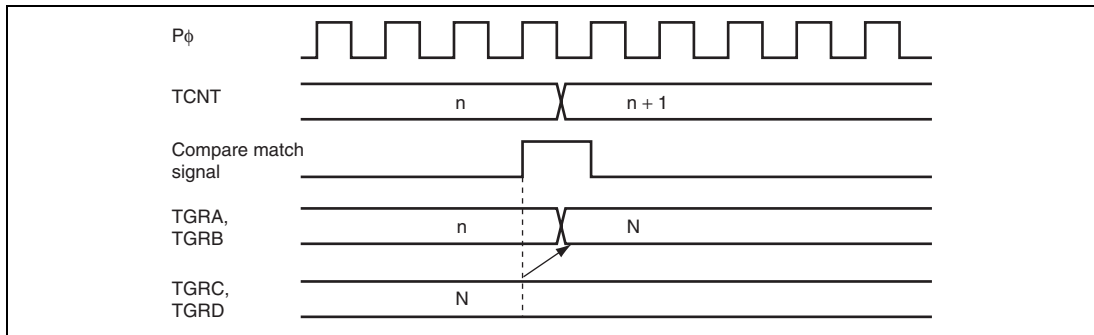 Pϕ
TCNT
n
n + 1
Compare match
signal
TGRA,
TGRB
n
N
TGRC,
TGRD
N